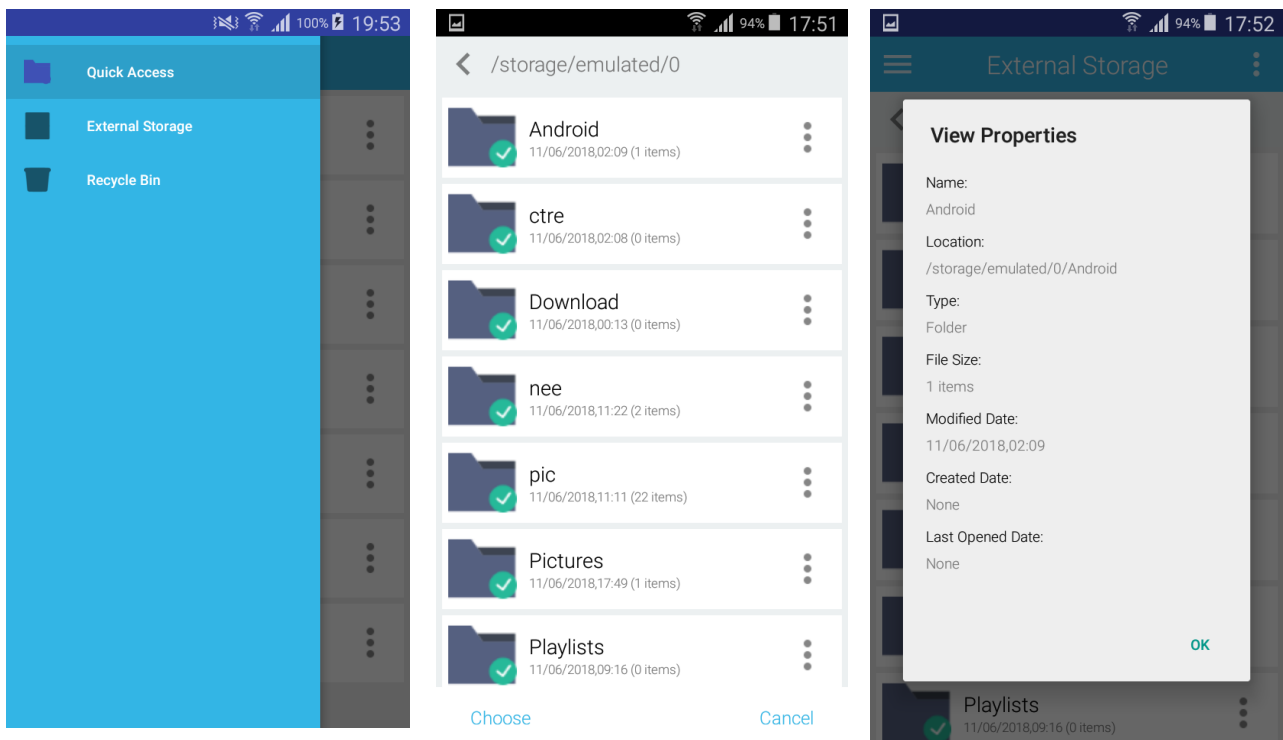 100% 19:53
Quick Access
External Storage
Recycle Bin
94% 17:51
/storage/emulated/0
Android
11/06/2018,02:09 (1 items)
ctre
11/06/2018,02:08 (0 items)
Download
11/06/2018,00:13 (0 items)
nee
11/06/2018,11:22 (2 items)
pic
11/06/2018,11:11 (22 items)
Pictures
11/06/2018,17:49 (1 items)
Playlists
11/06/2018,09:16 (0 items)
Choose Cancel
94% 17:52
External Storage
View Properties
Name:
Android
Location:
/storage/emulated/0/Android
Type:
Folder
File Size:
1 items
Modified Date:
11/06/2018,02:09
Created Date:
None
Last Opened Date:
None
OK
Playlists
11/06/2018,09:16 (0 items)